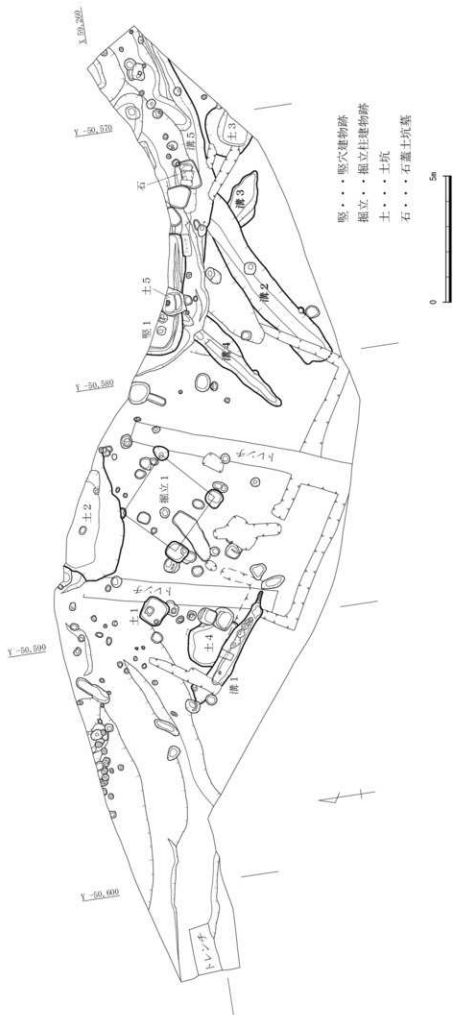 X 59,260
Y -50,570
Y -50,580
Y -50,590
Y -50,600
石
溝5
土3
溝3
土5
竪1
溝2
溝4
土2
掘立1
トレンチ
トレンチ
土1
土4
溝1
トレンチ
竪・・・竪穴建物跡
掘立・・掘立柱建物跡
土・・・土坑
石・・・石蓋土坑墓
0
5m